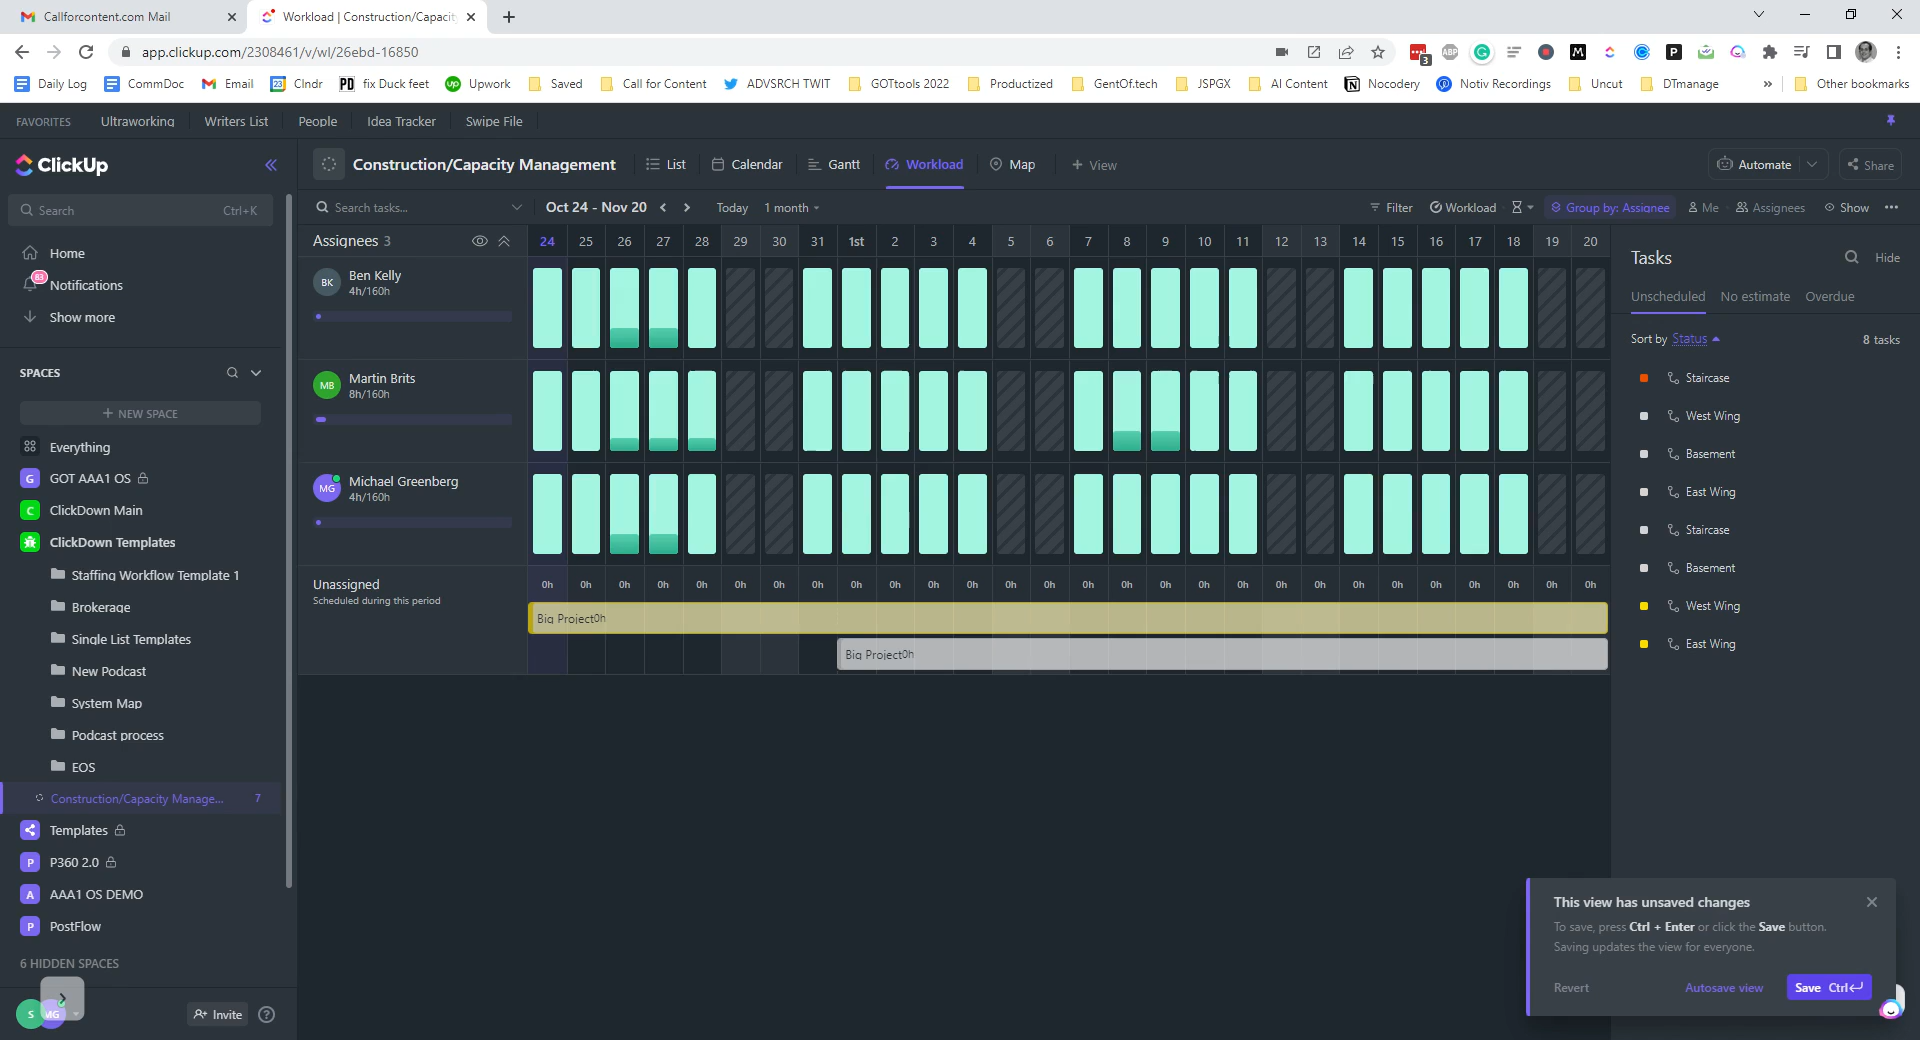 Callforcontent.com Mail
Workload | Construction/Capacity
app.clickup.com/2308461/v/wl/26ebd-16850
3
ABP
Daily Log
CommDoc
Email
23
Clndr
PD
fix Duck feet
up
Upwork
Saved
Call for Content
ADVSRCH TWIT
GOTtools 2022
Productized
GentOf.tech
JSPGX
AI Content
Nocodery
Notiv Recordings
Uncut
DTmanage
»
Other bookmarks
FAVORITES
Ultraworking
Writers List
People
Idea Tracker
Swipe File
ClickUp
Construction/Capacity Management
List
Calendar
Gantt
Workload
Map
+ View
Automate
Share
Search
Ctrl+K
Search tasks...
Oct 24 - Nov 20
Today
1 month
Filter
Workload
Group by: Assignee
Me
Assignees
Show
Home
83
Notifications
Show more
SPACES
+ NEW SPACE
Everything
G
GOT AAA1 OS
C
ClickDown Main
ClickDown Templates
Staffing Workflow Template 1
Brokerage
Single List Templates
New Podcast
System Map
Podcast process
EOS
Construction/Capacity Manage...
7
Templates
P
P360 2.0
A
AAA1 OS DEMO
P
PostFlow
6 HIDDEN SPACES
S
MG
Invite
?
Assignees 3
24 25 26 27 28 29 30 31 1st 2 3 4 5 6 7 8 9 10 11 12 13 14 15 16 17 18 19 20
BK
Ben Kelly
4h/160h
MB
Martin Brits
8h/160h
MG
Michael Greenberg
4h/160h
Unassigned
Scheduled during this period
0h 0h 0h 0h 0h 0h 0h 0h 0h 0h 0h 0h 0h 0h 0h 0h 0h 0h 0h 0h 0h 0h 0h 0h 0h 0h 0h 0h
Big Project0h
Big Project0h
Tasks
Hide
Unscheduled
No estimate
Overdue
Sort by Status
8 tasks
Staircase
West Wing
Basement
East Wing
Staircase
Basement
West Wing
East Wing
This view has unsaved changes
To save, press Ctrl + Enter or click the Save button.
Saving updates the view for everyone.
Revert
Autosave view
Save Ctrl↵